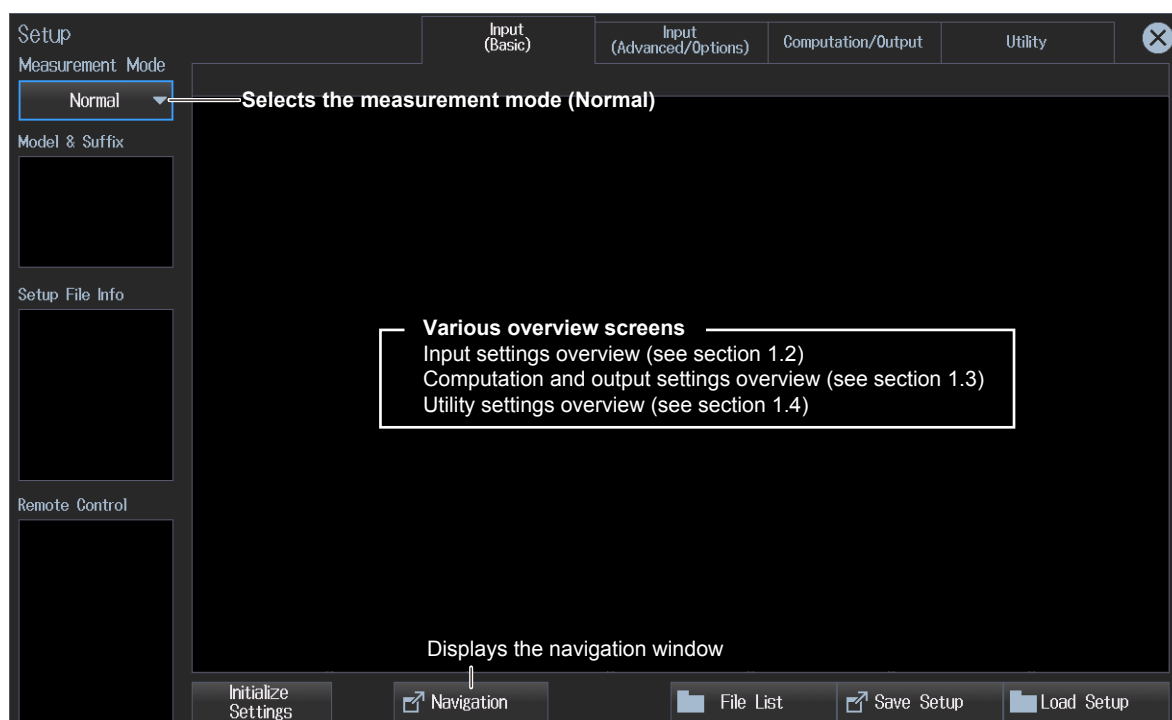 Setup
Input
(Basic)
Input
(Advanced/Options)
Computation/Output
Utility
Measurement Mode
Normal
Selects the measurement mode (Normal)
Model & Suffix
Setup File Info
Various overview screens
Input settings overview (see section 1.2)
Computation and output settings overview (see section 1.3)
Utility settings overview (see section 1.4)
Remote Control
Displays the navigation window
Initialize
Settings
Navigation
File List
Save Setup
Load Setup